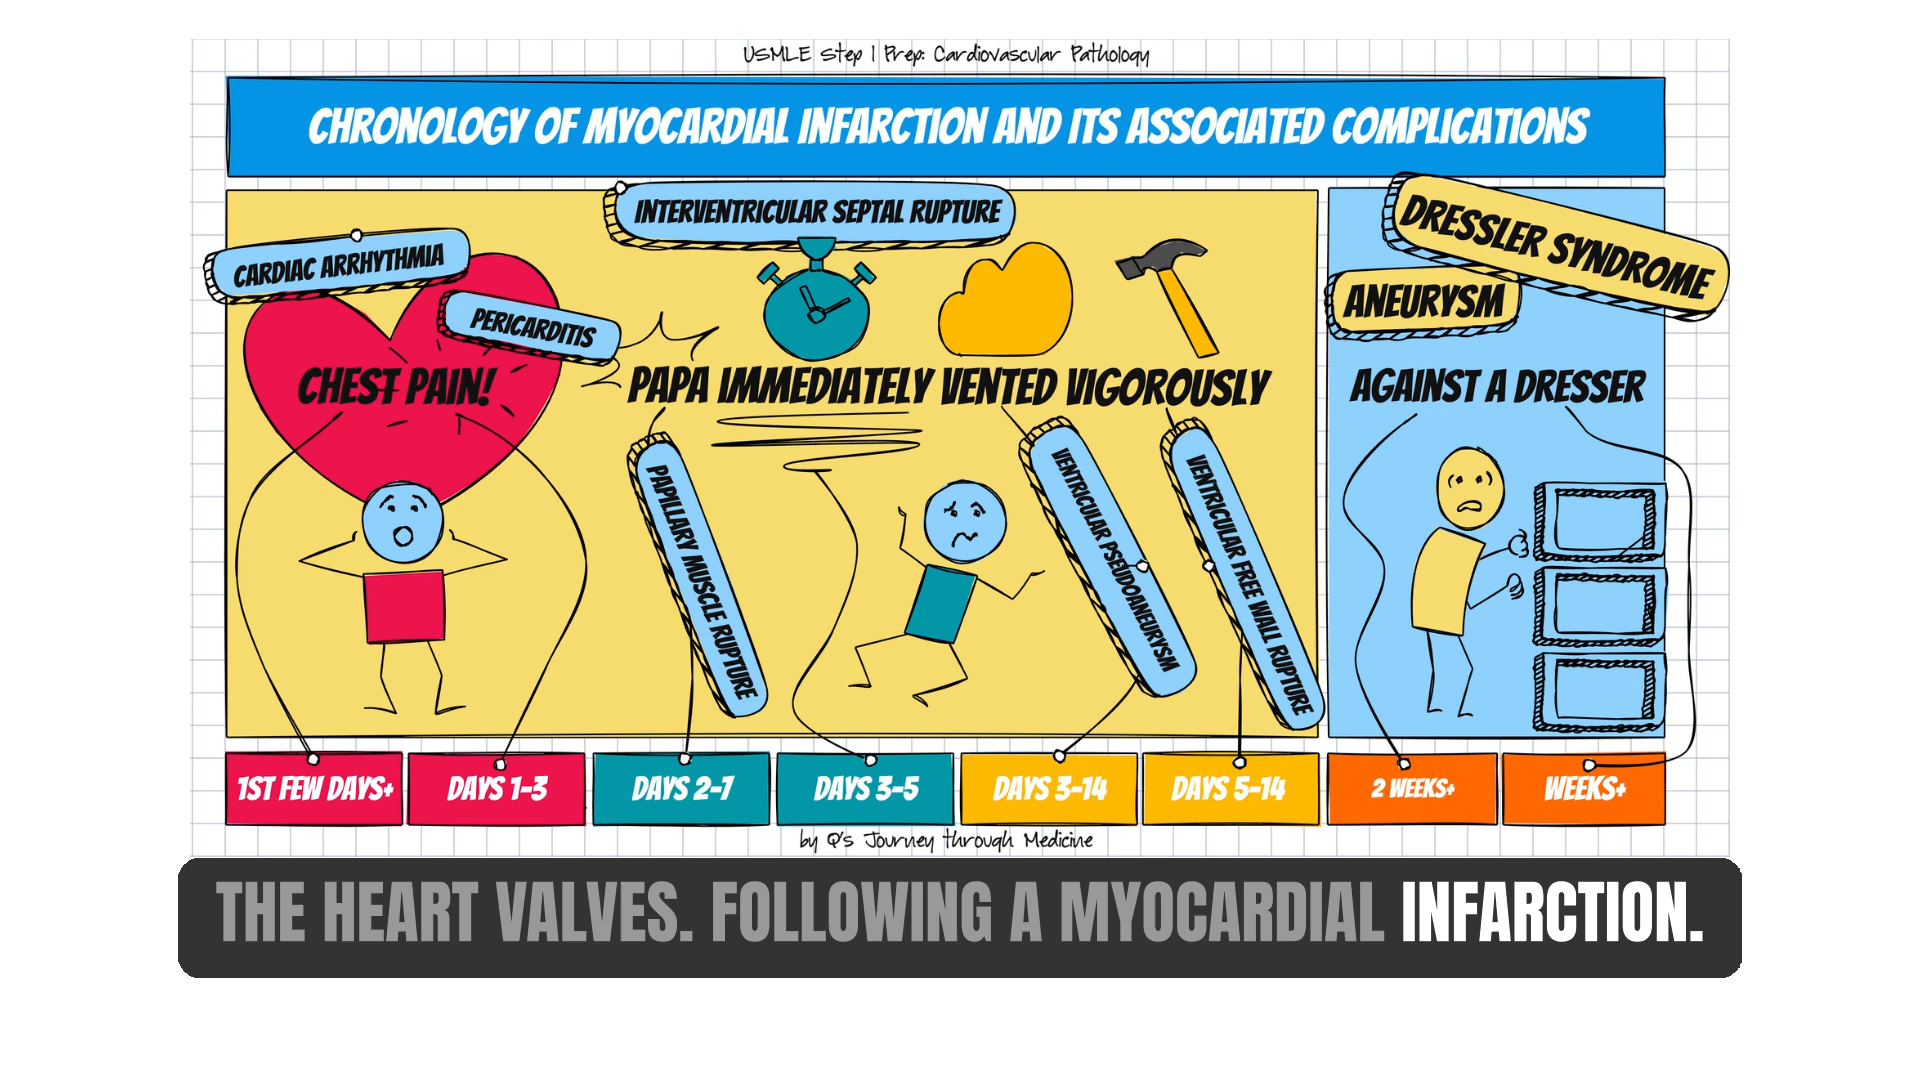 USMLE Step 1 Prep: Cardiovascular Pathology
CHRONOLOGY OF MYOCARDIAL INFARCTION AND ITS ASSOCIATED COMPLICATIONS
CARDIAC ARRHYTHMIA
PERICARDITIS
INTERVENTRICULAR SEPTAL RUPTURE
DRESSLER SYNDROME
ANEURYSM
CHEST PAIN!
PAPA IMMEDIATELY VENTED VIGOROUSLY
AGAINST A DRESSER
PAPILLARY MUSCLE RUPTURE
VENTRICULAR PSEUDOANEURYSM
VENTRICULAR FREE WALL RUPTURE
1ST FEW DAYS+
DAYS 1-3
DAYS 2-7
DAYS 3-5
DAYS 3-14
DAYS 5-14
2 WEEKS+
WEEKS+
by Q's Journey through Medicine
THE HEART VALVES. FOLLOWING A MYOCARDIAL INFARCTION.